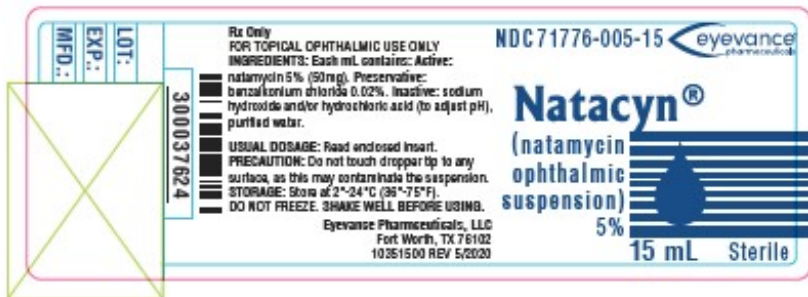 LOT:
EXP.:
MFD.:
300037624
Rx Only
FOR TOPICAL OPHTHALMIC USE ONLY
INGREDIENTS: Each mL contains: Active:
natamycin 5% (50mg). Preservative:
benzalkonium chloride 0.02%. Inactive: sodium
hydroxide and/or hydrochloric acid (to adjust pH),
purified water.
USUAL DOSAGE: Read enclosed insert.
PRECAUTION: Do not touch dropper tip to any
surface, as this may contaminate the suspension.
STORAGE: Store at 2°-24°C (36°-75°F).
DO NOT FREEZE. SHAKE WELL BEFORE USING.
Eyevance Pharmceuticals, LLC
Fort Worth, TX 76102
10351500 REV 5/2020
NDC 71776-005-15
eyevance
pharmaceuticals
Natacyn®
(natamycin
ophthalmic
suspension)
5%
15 mL Sterile